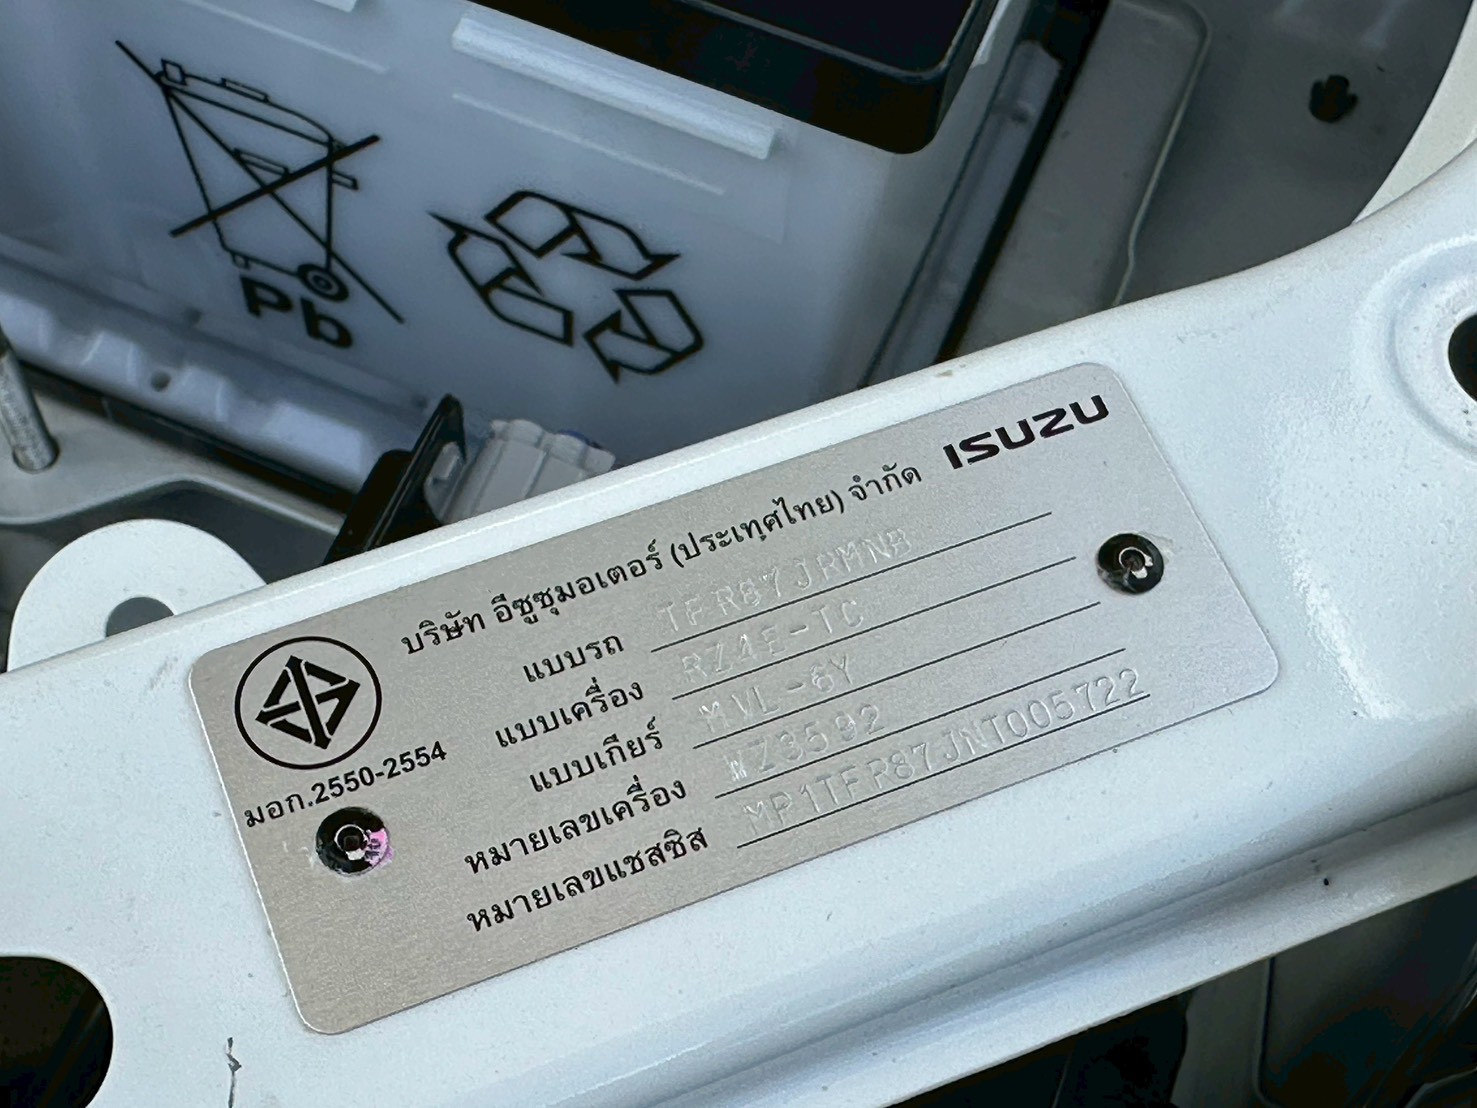 Pb
ISUZU
บริษัท อีซูซุมอเตอร์ (ประเทศไทย) จำกัด
แบบรถ TFR87JRMNB
แบบเครื่อง RZ4E-TC
แบบเกียร์ MVL-6Y
หมายเลขเครื่อง WZ3592
หมายเลขแชสซิส MP1TFR87JNT005722
มอก.2550-2554